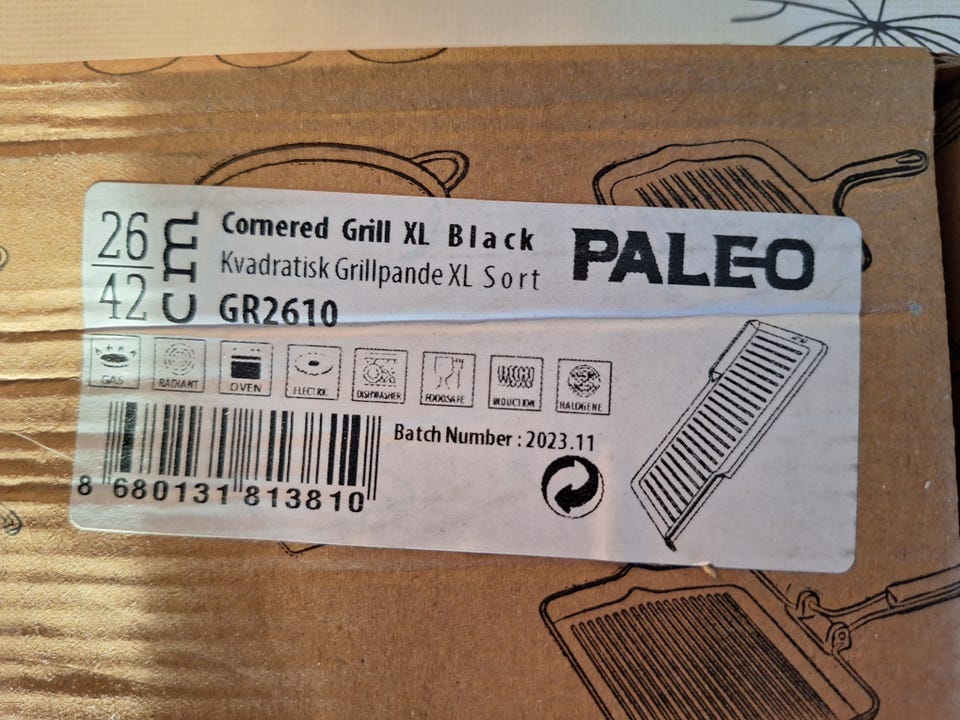 26
42
cm
Cornered Grill XL Black
Kvadratisk Grillpande XL Sort
GR2610
PALEO
GAS
RADIANT
OVEN
ELECTRIC
DISHWASHER
FOODSAFE
INDUCTION
HALOGENE
Batch Number : 2023.11
8 680131 813810